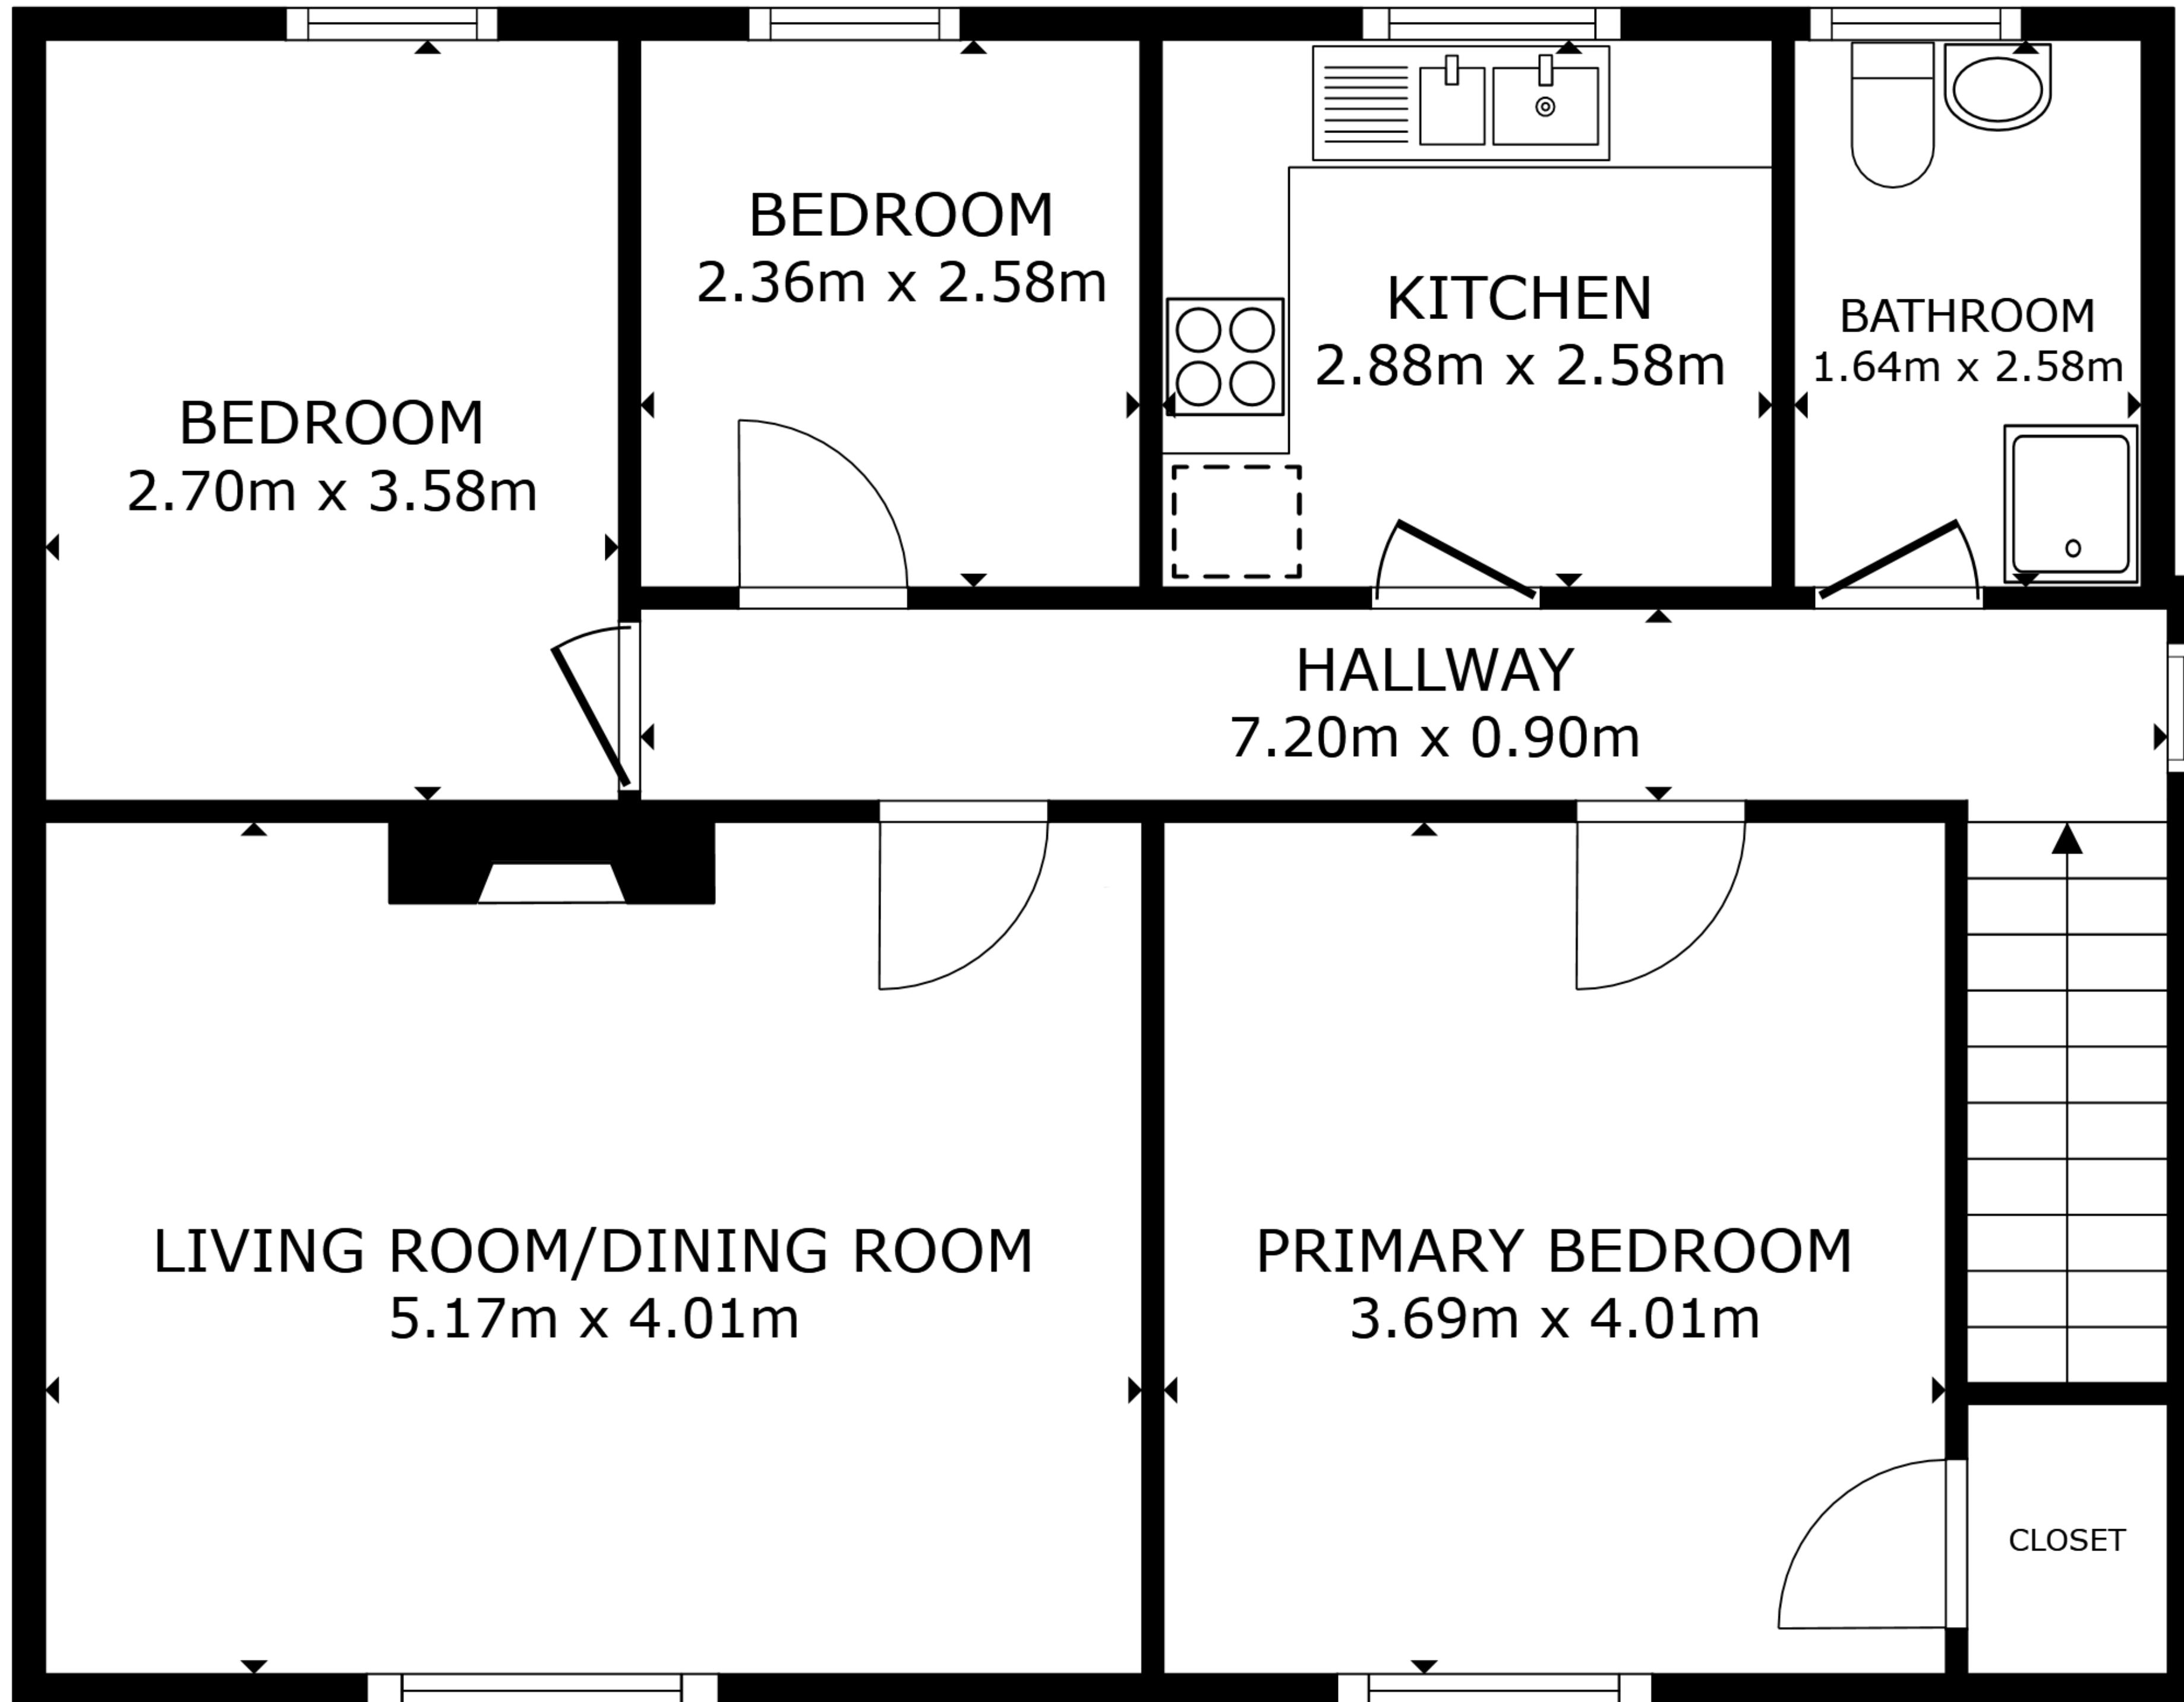 BEDROOM
2.70m x 3.58m
BEDROOM
2.36m x 2.58m
KITCHEN
2.88m x 2.58m
BATHROOM
1.64m x 2.58m
HALLWAY
7.20m x 0.90m
LIVING ROOM/DINING ROOM
5.17m x 4.01m
PRIMARY BEDROOM
3.69m x 4.01m
CLOSET